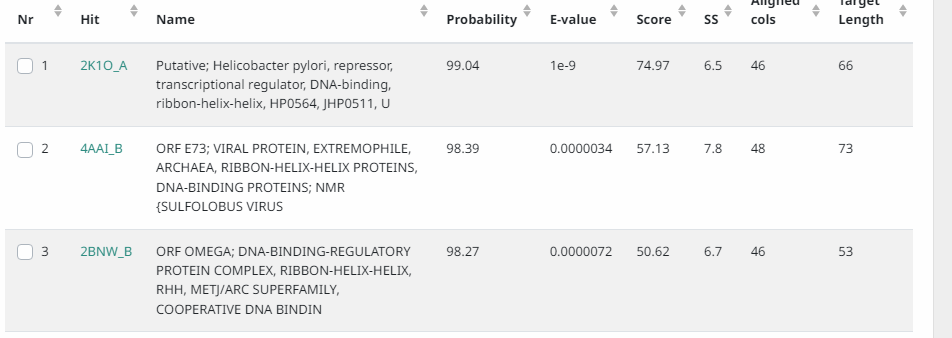 Nr Hit Name Probability E-value Score SS Aligned cols Target Length
1 2K1O_A Putative; Helicobacter pylori, repressor, 99.04 1e-9 74.97 6.5 46 66
transcriptional regulator, DNA-binding,
ribbon-helix-helix, HP0564, JHP0511, U
2 4AAI_B ORF E73; VIRAL PROTEIN, EXTREMOPHILE, 98.39 0.0000034 57.13 7.8 48 73
ARCHAEA, RIBBON-HELIX-HELIX PROTEINS,
DNA-BINDING PROTEINS; NMR
{SULFOLOBUS VIRUS
3 2BNW_B ORF OMEGA; DNA-BINDING-REGULATORY 98.27 0.0000072 50.62 6.7 46 53
PROTEIN COMPLEX, RIBBON-HELIX-HELIX,
RHH, METJ/ARC SUPERFAMILY,
COOPERATIVE DNA BINDIN